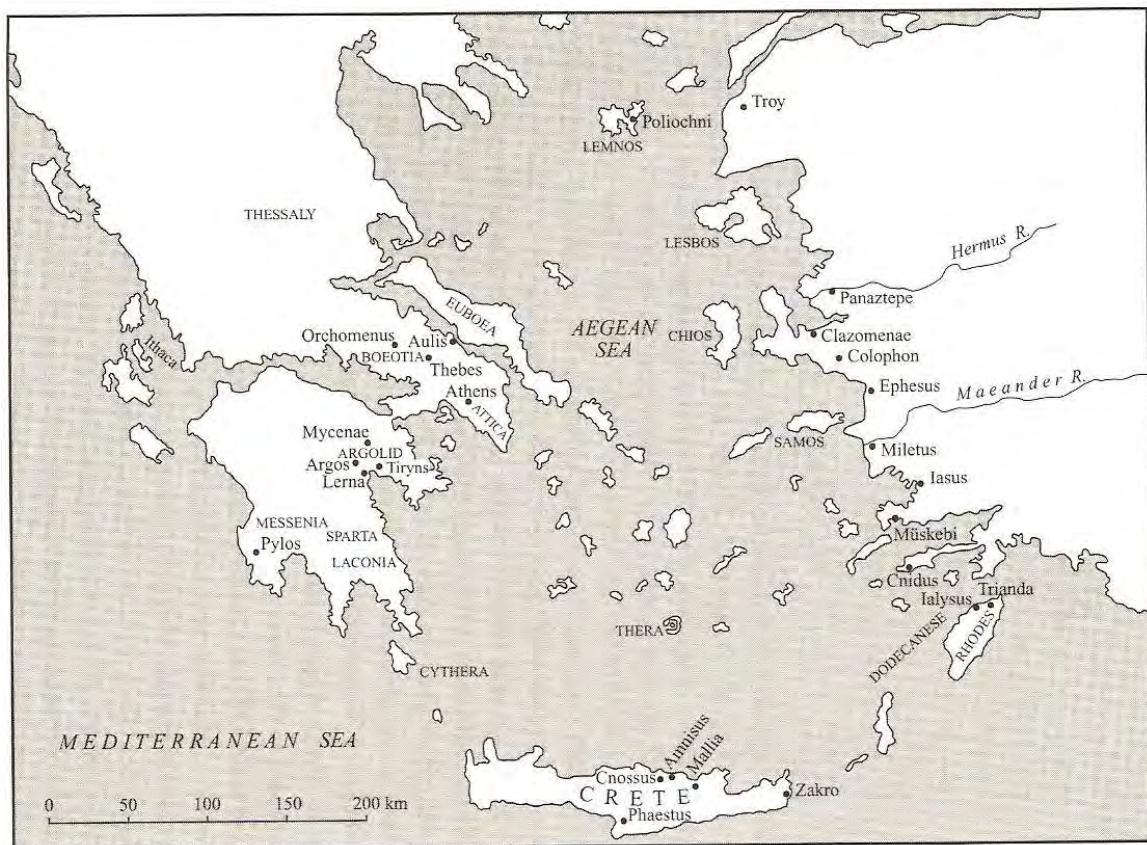 Troy
Poliochni
LEMNOS
THESSALY
LESBOS
Hermus R.
Panaztepe
EUBOEA
AEGEAN
SEA
CHIOS
Orchomenus
Aulis
Clazomenae
Ithaca
BOEOTIA
Thebes
Colophon
Athens
Ephesus
Maeander R.
ATTICA
Mycenae
SAMOS
Miletus
ARGOLID
Argos
Tiryns
Lerna
Iasus
MESSENIA
SPARTA
Müskebi
Pylos
LACONIA
Cnidus
Trianda
Ialysus
THERA
DODECANESE
RHODES
CYTHERA
MEDITERRANEAN SEA
Amnisus
Mallia
Cnossus
CRETE
Zakro
Phaestus
0 50 100 150 200 km